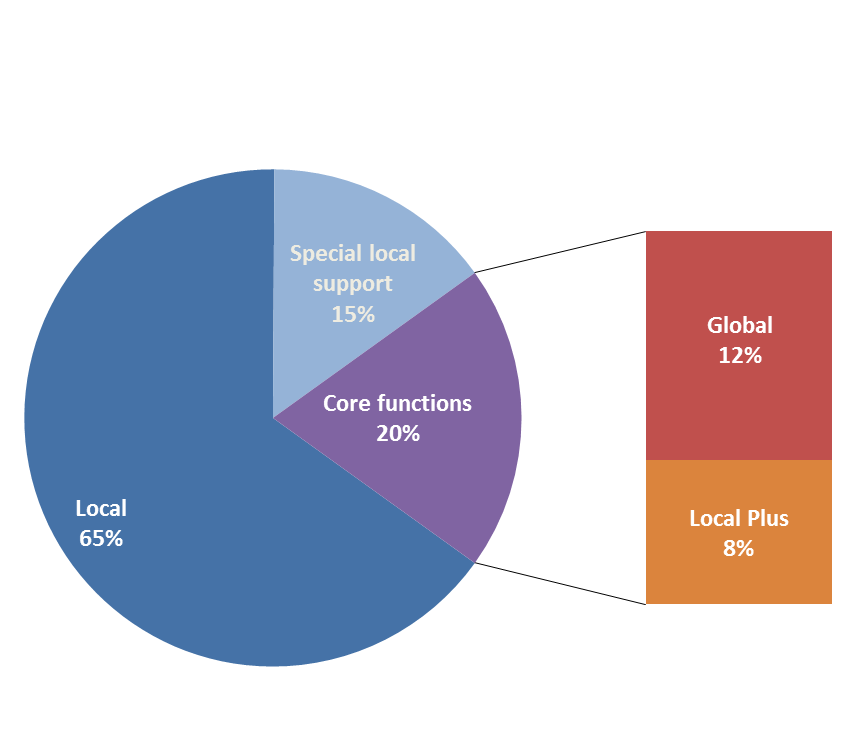 Special local
support
15%
Core functions
20%
Local
65%
Global
12%
Local Plus
8%